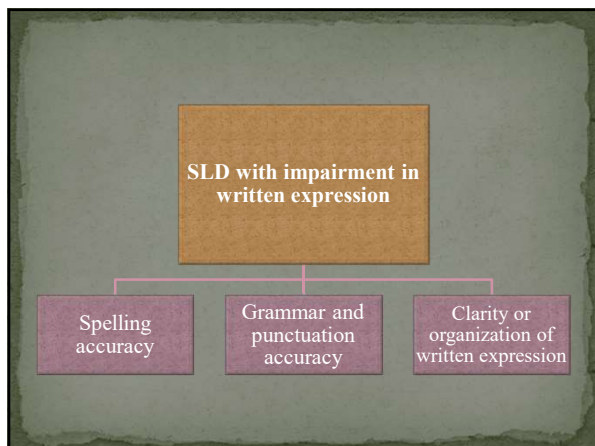 SLD with impairment in
written expression
Spelling
accuracy
Grammar and
punctuation
accuracy
Clarity or
organization of
written expression